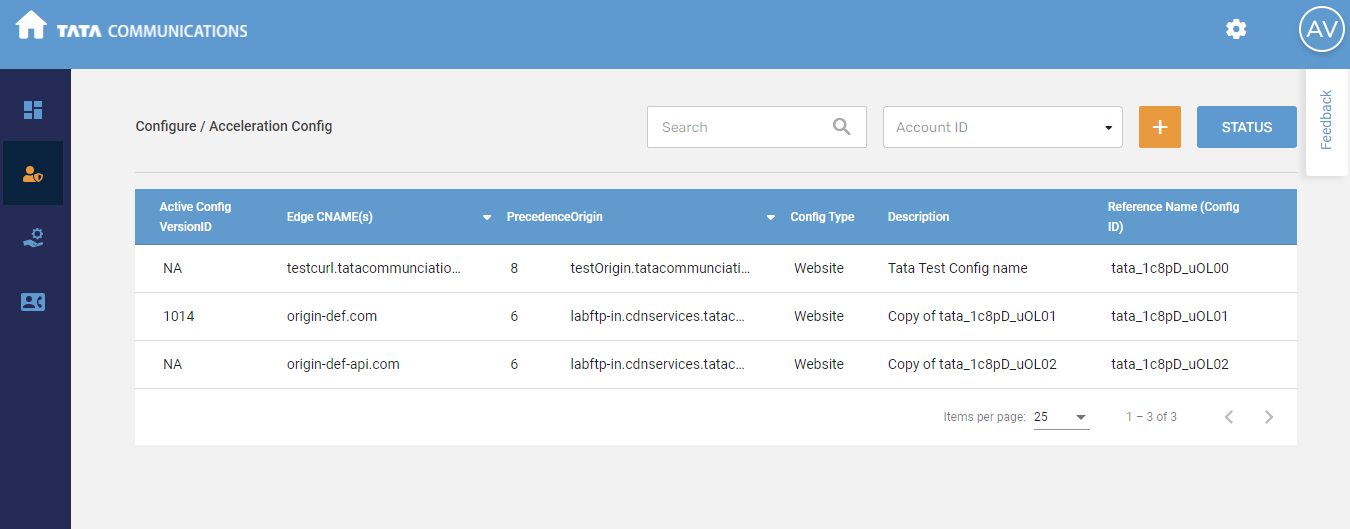 TATA COMMUNICATIONS
AV
Feedback
Configure / Acceleration Config
Search
Account ID
+
STATUS
Active Config VersionID Edge CNAME(s) Precedence Origin Config Type Description Reference Name (Config ID)
NA testcurl.tatacommunciatio... 8 testOrigin.tatacommunciati... Website Tata Test Config name tata_1c8pD_uOL00
1014 origin-def.com 6 labftp-in.cdnservices.tatac... Website Copy of tata_1c8pD_uOL01 tata_1c8pD_uOL01
NA origin-def-api.com 6 labftp-in.cdnservices.tatac... Website Copy of tata_1c8pD_uOL02 tata_1c8pD_uOL02
Items per page: 25 1 – 3 of 3